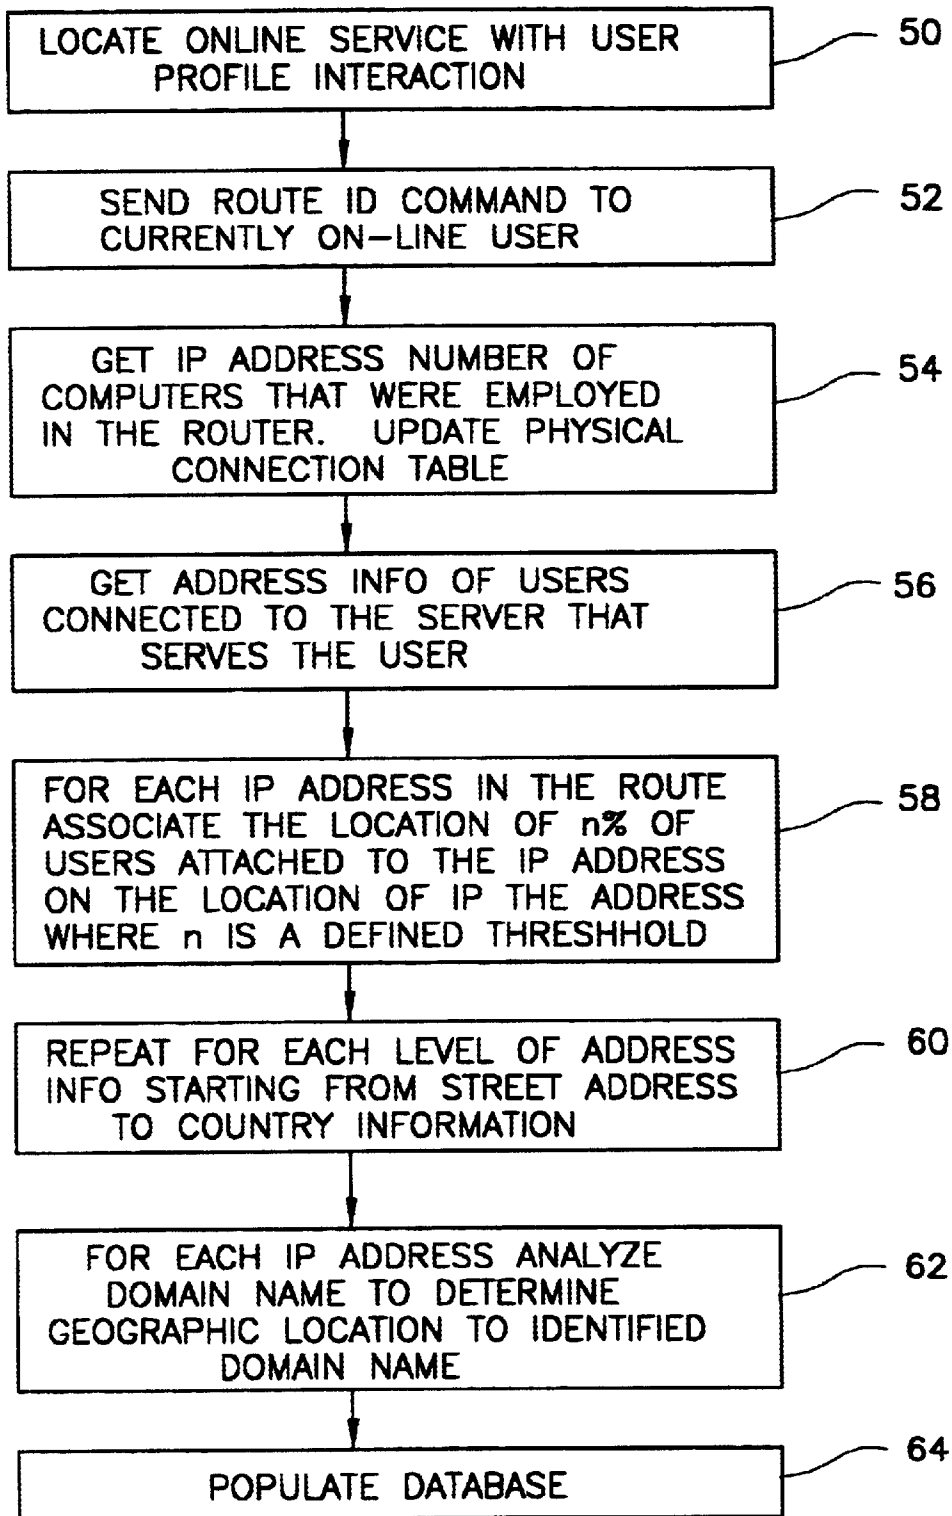 LOCATE ONLINE SERVICE WITH USER
PROFILE INTERACTION
50
SEND ROUTE ID COMMAND TO
CURRENTLY ON-LINE USER
52
GET IP ADDRESS NUMBER OF
COMPUTERS THAT WERE EMPLOYED
IN THE ROUTER. UPDATE PHYSICAL
CONNECTION TABLE
54
GET ADDRESS INFO OF USERS
CONNECTED TO THE SERVER THAT
SERVES THE USER
56
FOR EACH IP ADDRESS IN THE ROUTE
ASSOCIATE THE LOCATION OF n% OF
USERS ATTACHED TO THE IP ADDRESS
ON THE LOCATION OF IP THE ADDRESS
WHERE n IS A DEFINED THRESHHOLD
58
REPEAT FOR EACH LEVEL OF ADDRESS
INFO STARTING FROM STREET ADDRESS
TO COUNTRY INFORMATION
60
FOR EACH IP ADDRESS ANALYZE
DOMAIN NAME TO DETERMINE
GEOGRAPHIC LOCATION TO IDENTIFIED
DOMAIN NAME
62
POPULATE DATABASE
64